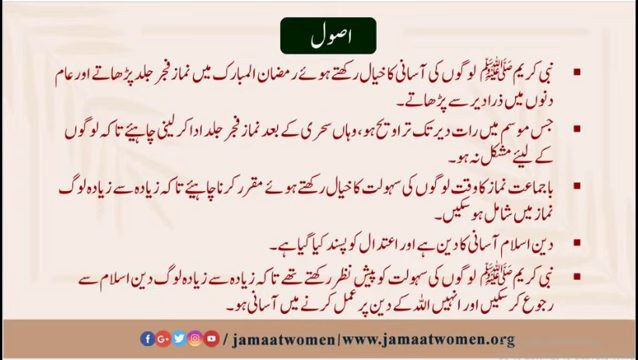 اصول
▪ نبی کریم ﷺ لوگوں کی آسانی کا خیال رکھتے ہوئے رمضان المبارک میں نماز فجر جلد پڑھاتے اور عام
دنوں میں ذرا دیر سے پڑھاتے۔
▪ جس موسم میں رات دیر تک تراویح ہو، وہاں سحری کے بعد نماز فجر جلد ادا کر لینی چاہیئے تاکہ لوگوں
کے لیئے مشکل نہ ہو۔
▪ باجماعت نماز کا وقت لوگوں کی سہولت کا خیال رکھتے ہوئے مقرر کرنا چاہیئے تاکہ زیادہ سے زیادہ لوگ
نماز میں شامل ہو سکیں۔
▪ دین اسلام آسانی کا دین ہے اور اعتدال کو پسند کیا گیا ہے۔
▪ نبی کریم ﷺ لوگوں کی سہولت کو پیش نظر رکھتے تھے تاکہ زیادہ سے زیادہ لوگ دین اسلام سے
رجوع کر سکیں اور انہیں اللہ کے دین پر عمل کرنے میں آسانی ہو۔
/ jamaatwomen/www.jamaatwomen.org